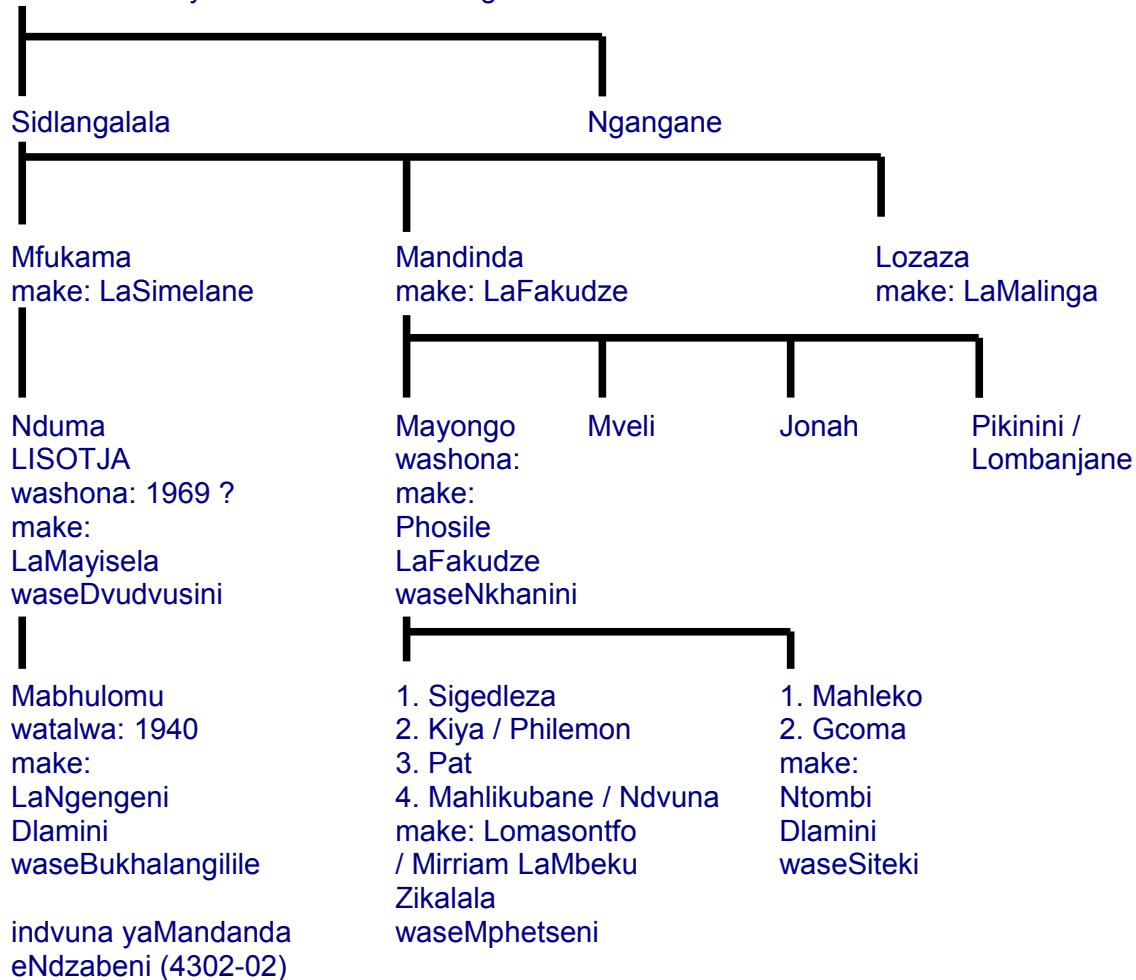 Sidlangalala
Ngangane
Mfukama
make: LaSimelane
Mandinda
make: LaFakudze
Lozaza
make: LaMalinga
Nduma
LISOTJA
washona: 1969 ?
make:
LaMayisela
waseDvudvusini
Mayongo
washona:
make:
Phosile
LaFakudze
waseNkhanini
Mveli
Jonah
Pikinini /
Lombanjane
Mabhulomu
watalwa: 1940
make:
LaNgengeni
Dlamini
waseBukhalangilile
indvuna yaMandanda
eNdzabeni (4302-02)
1. Sigedleza
2. Kiya / Philemon
3. Pat
4. Mahlikubane / Ndvuna
make: Lomasontfo
/ Mirriam LaMbeku
Zikalala
waseMphetseni
1. Mahleko
2. Gcoma
make:
Ntombi
Dlamini
waseSiteki